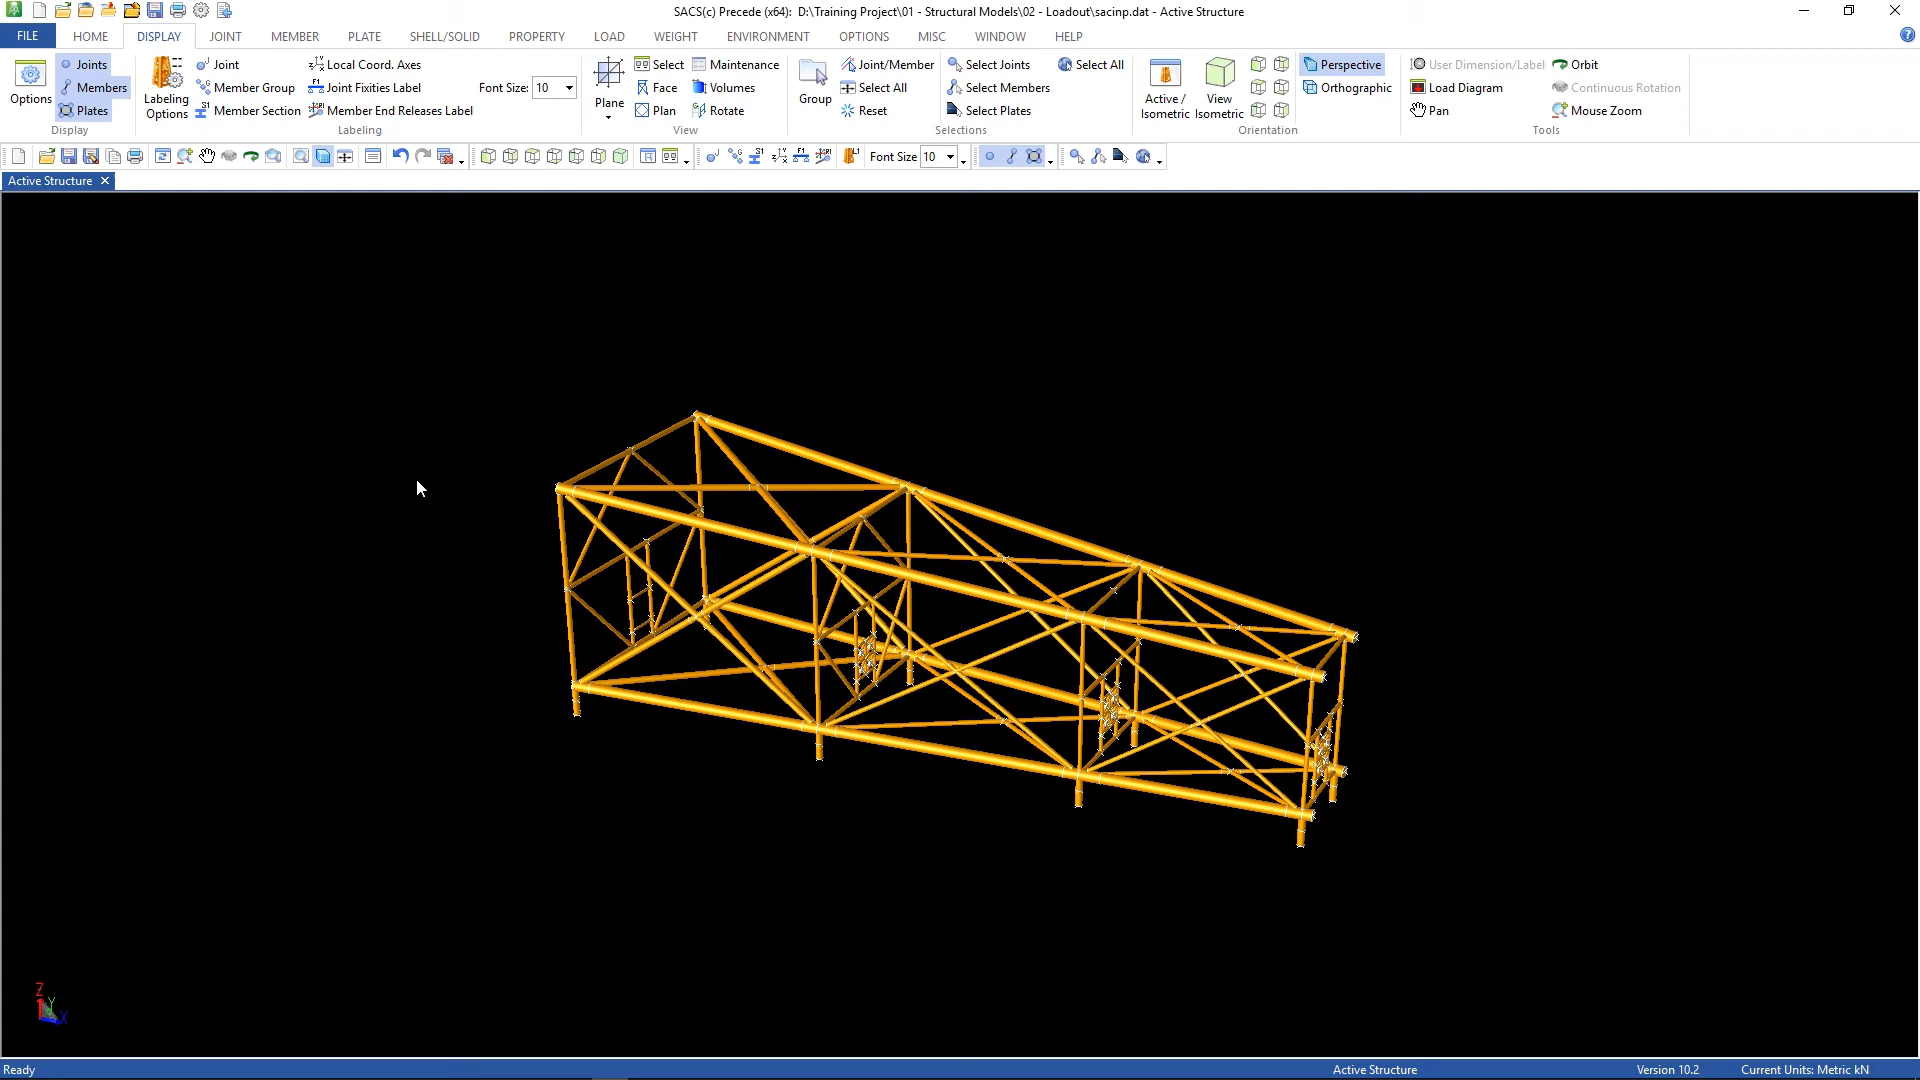 SACS(c) Precede (x64):  D:\Training Project\01 - Structural Models\02 - Loadout\sacinp.dat - Active Structure
FILE HOME DISPLAY JOINT MEMBER PLATE SHELL/SOLID PROPERTY LOAD WEIGHT ENVIRONMENT OPTIONS MISC WINDOW HELP
Joints Joint Local Coord. Axes Select Maintenance Joint/Member Select Joints Select All Perspective User Dimension/Label Orbit
Options Members Labeling Options Member Group Joint Fixities Label Font Size: 10 Plane Face Volumes Group Select All Select Members Active / Isometric View Isometric Orthographic Load Diagram Continuous Rotation
Plates Member Section Member End Releases Label Plan Rotate Reset Select Plates Pan Mouse Zoom
Display Labeling View Selections Orientation Tools
Font Size 10
Active Structure
Z
Y
X
Ready Active Structure Version 10.2 Current Units: Metric kN